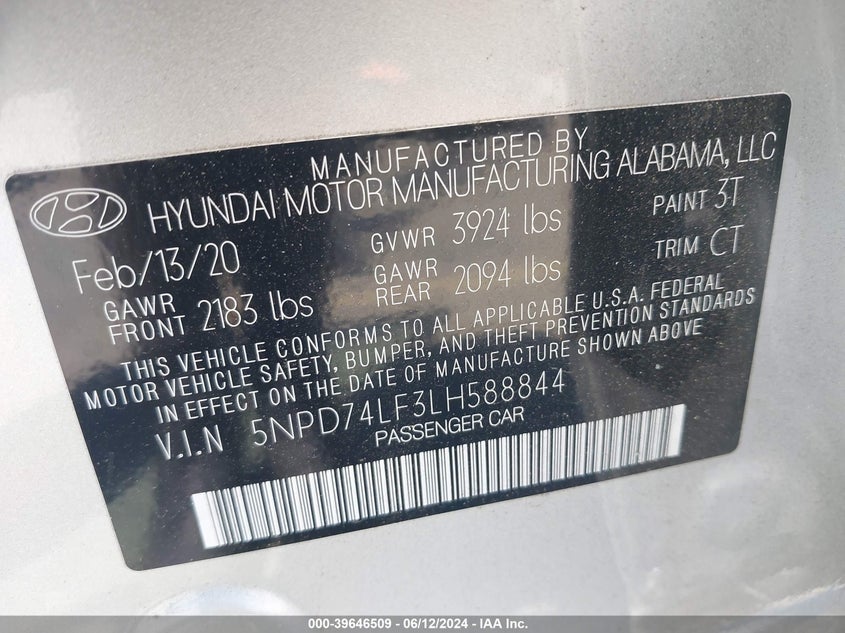 MANUFACTURED BY
HYUNDAI MOTOR MANUFACTURING ALABAMA, LLC
Feb/13/20 GVWR 3924 lbs PAINT 3T
GAWR FRONT 2183 lbs GAWR REAR 2094 lbs TRIM CT
THIS VEHICLE CONFORMS TO ALL APPLICABLE U.S.A. FEDERAL
MOTOR VEHICLE SAFETY, BUMPER, AND THEFT PREVENTION STANDARDS
IN EFFECT ON THE DATE OF MANUFACTURE SHOWN ABOVE
V.I.N 5NPD74LF3LH588844
PASSENGER CAR
000-39646509 - 06/12/2024 - IAA Inc.